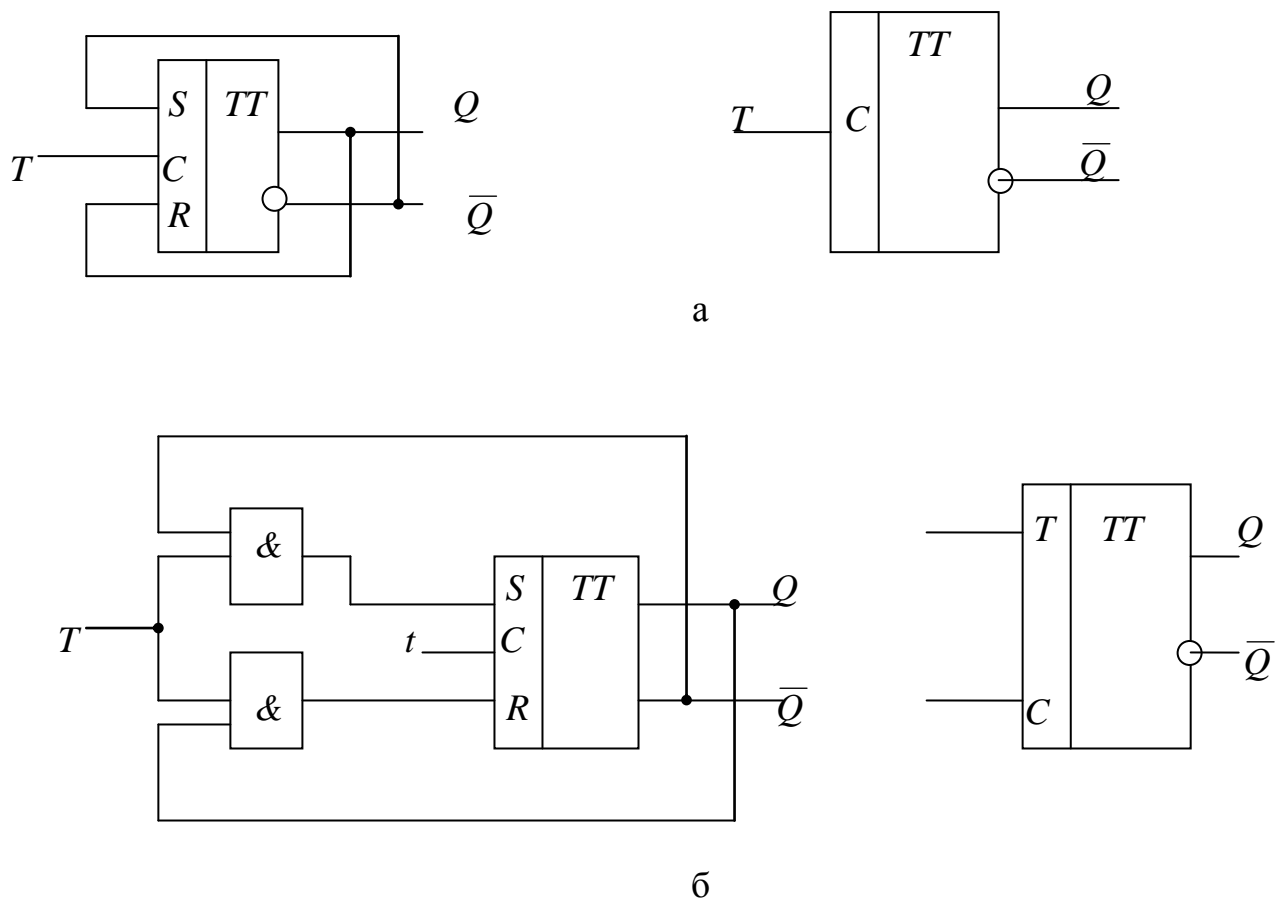 S TT Q
T C
R Q̅
TT
T C Q
Q̅
а
& S TT Q
T t C
& R Q̅
T TT Q
C Q̅
б